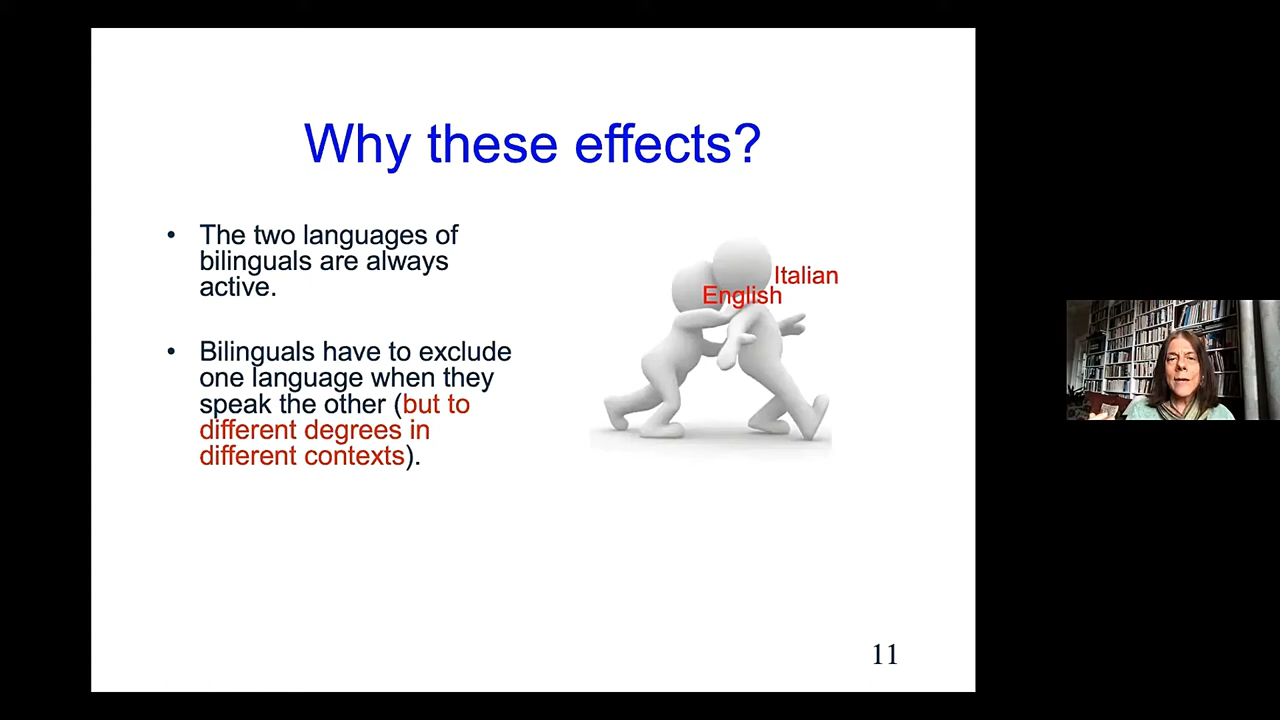 Why these effects?
• The two languages of
bilinguals are always
active.
• Bilinguals have to exclude
one language when they
speak the other (but to
different degrees in
different contexts).
Italian
English
11